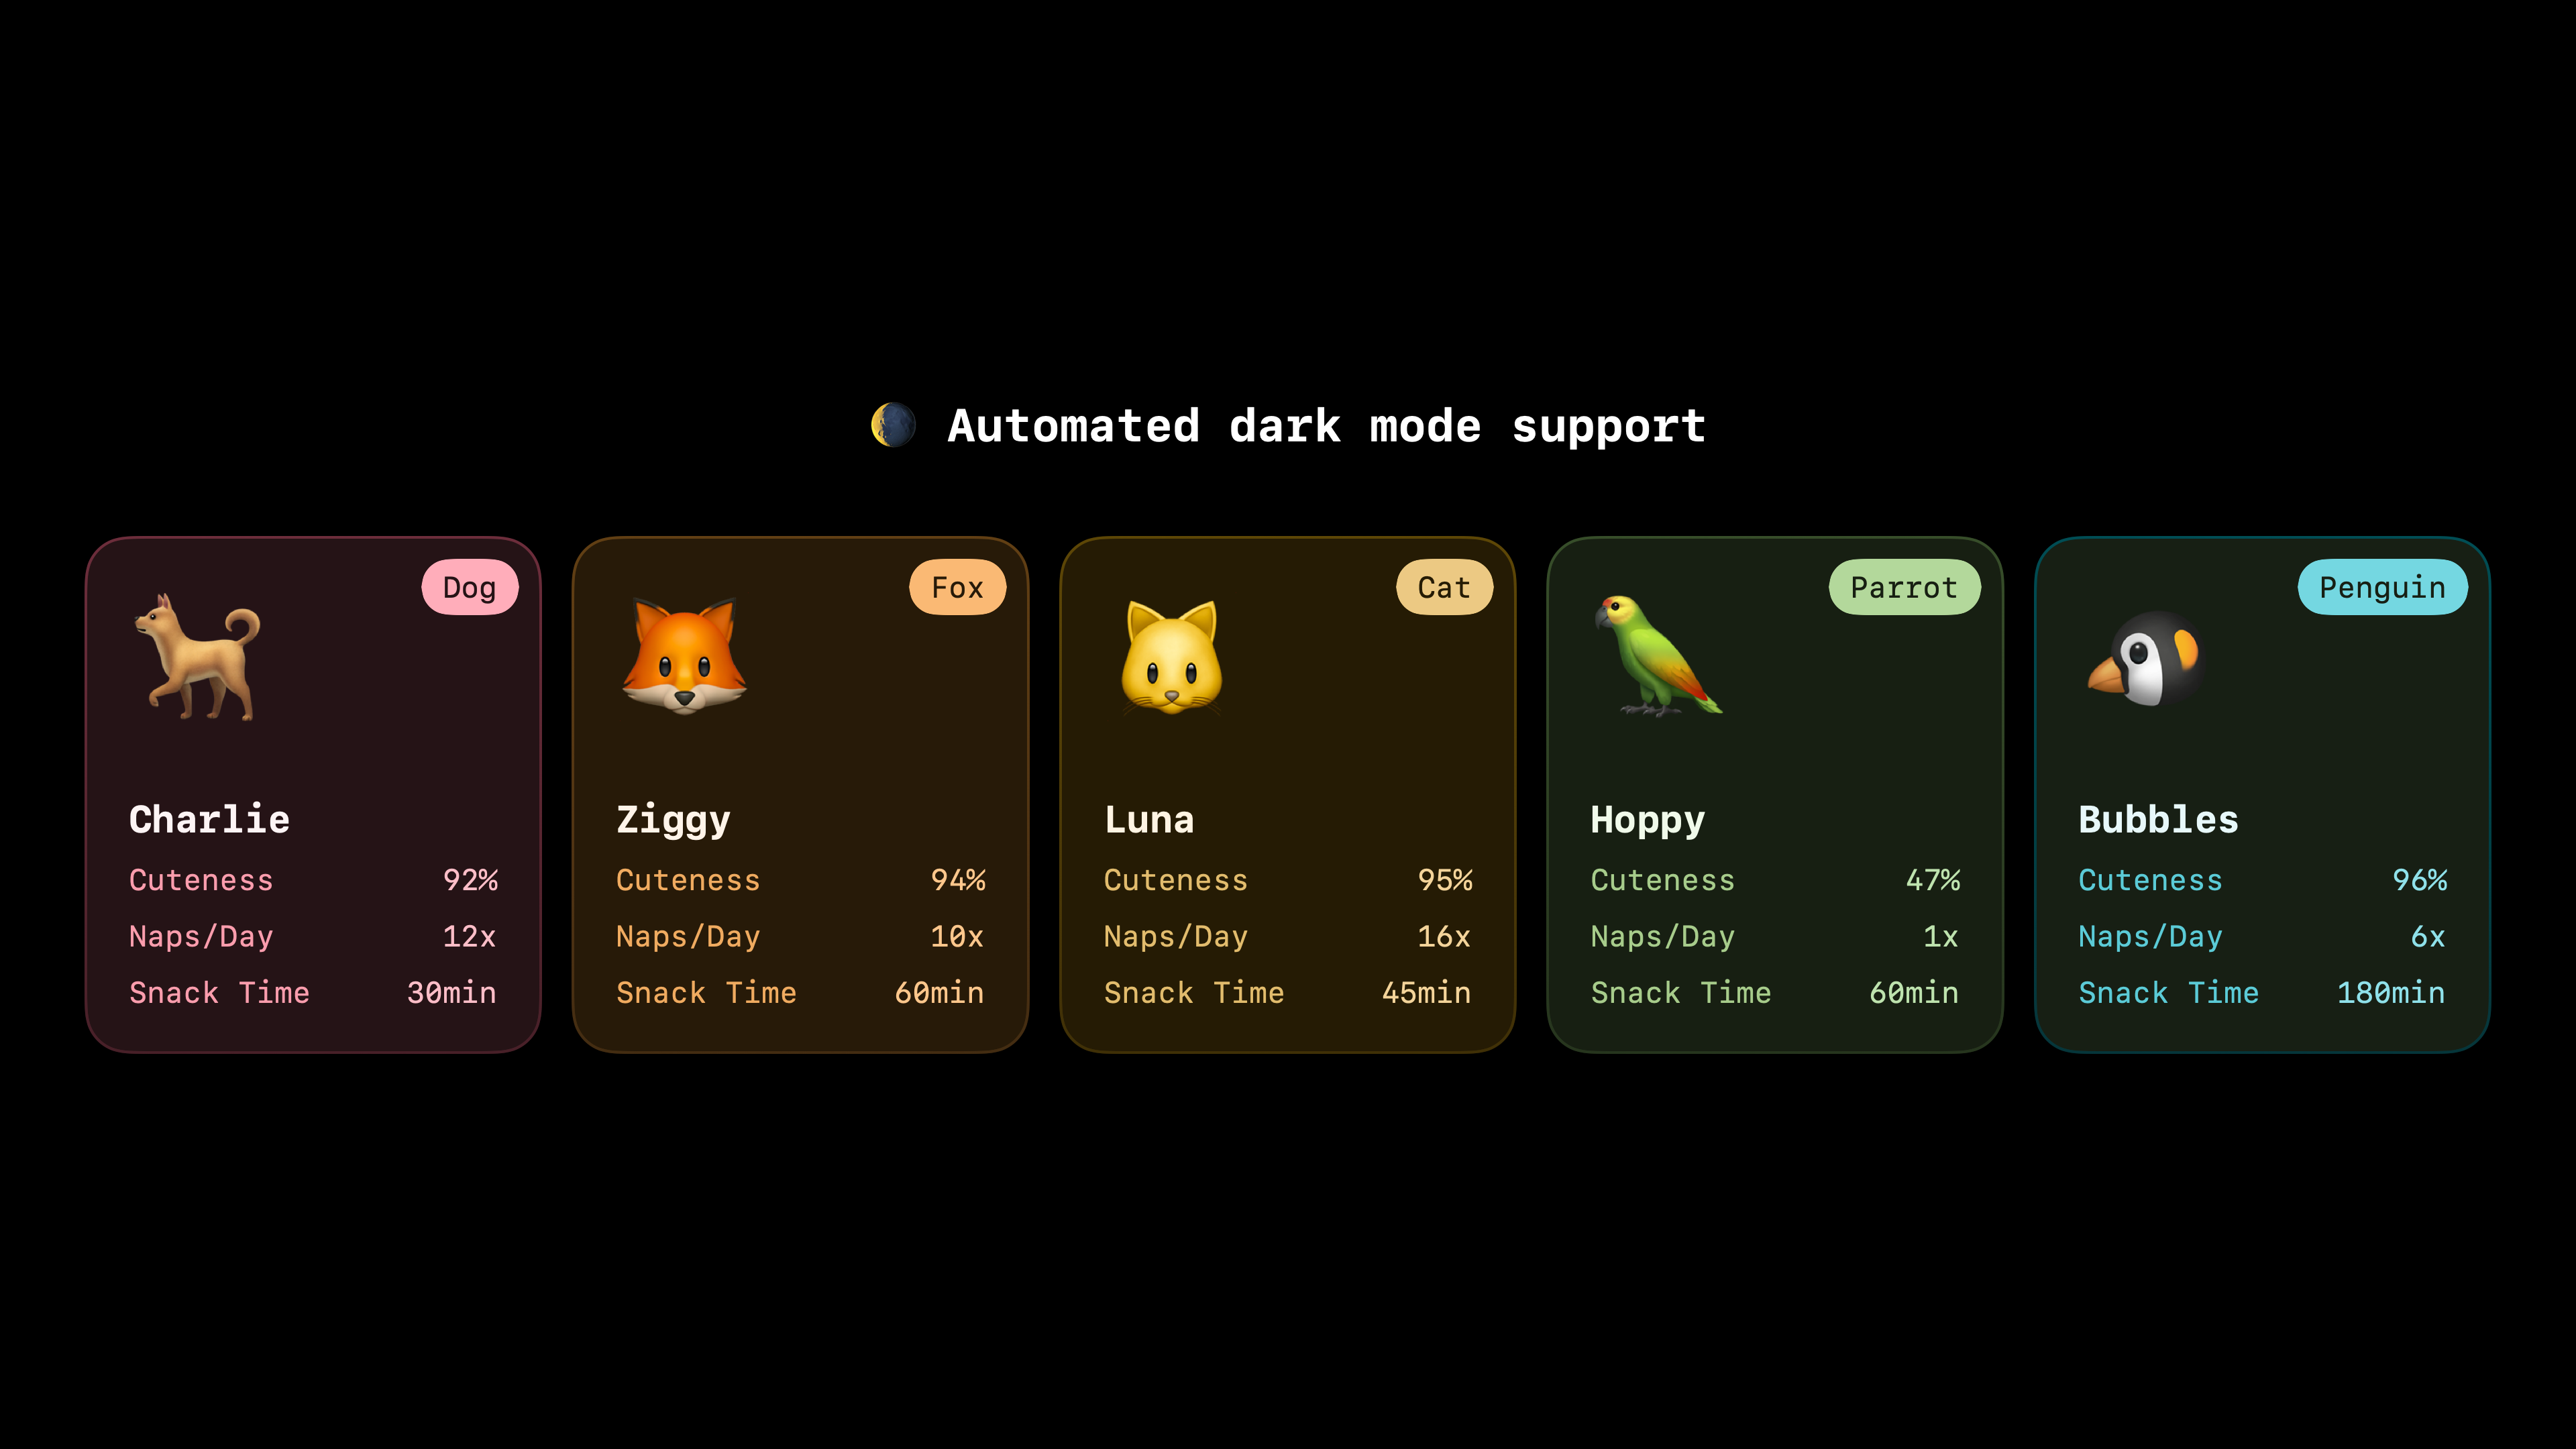 Automated dark mode support
Dog
Charlie
Cuteness 92%
Naps/Day 12x
Snack Time 30min
Fox
Ziggy
Cuteness 94%
Naps/Day 10x
Snack Time 60min
Cat
Luna
Cuteness 95%
Naps/Day 16x
Snack Time 45min
Parrot
Hoppy
Cuteness 47%
Naps/Day 1x
Snack Time 60min
Penguin
Bubbles
Cuteness 96%
Naps/Day 6x
Snack Time 180min